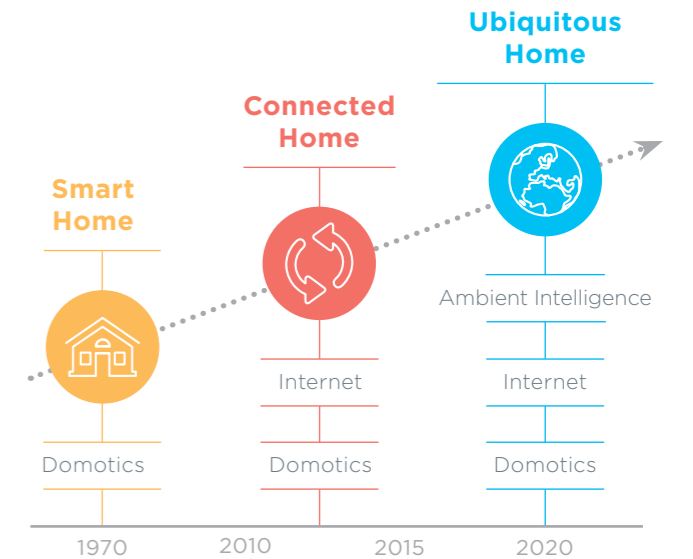 Ubiquitous
Home
Connected
Home
Smart
Home
Ambient Intelligence
Internet
Internet
Domotics
Domotics
Domotics
1970
2010
2015
2020